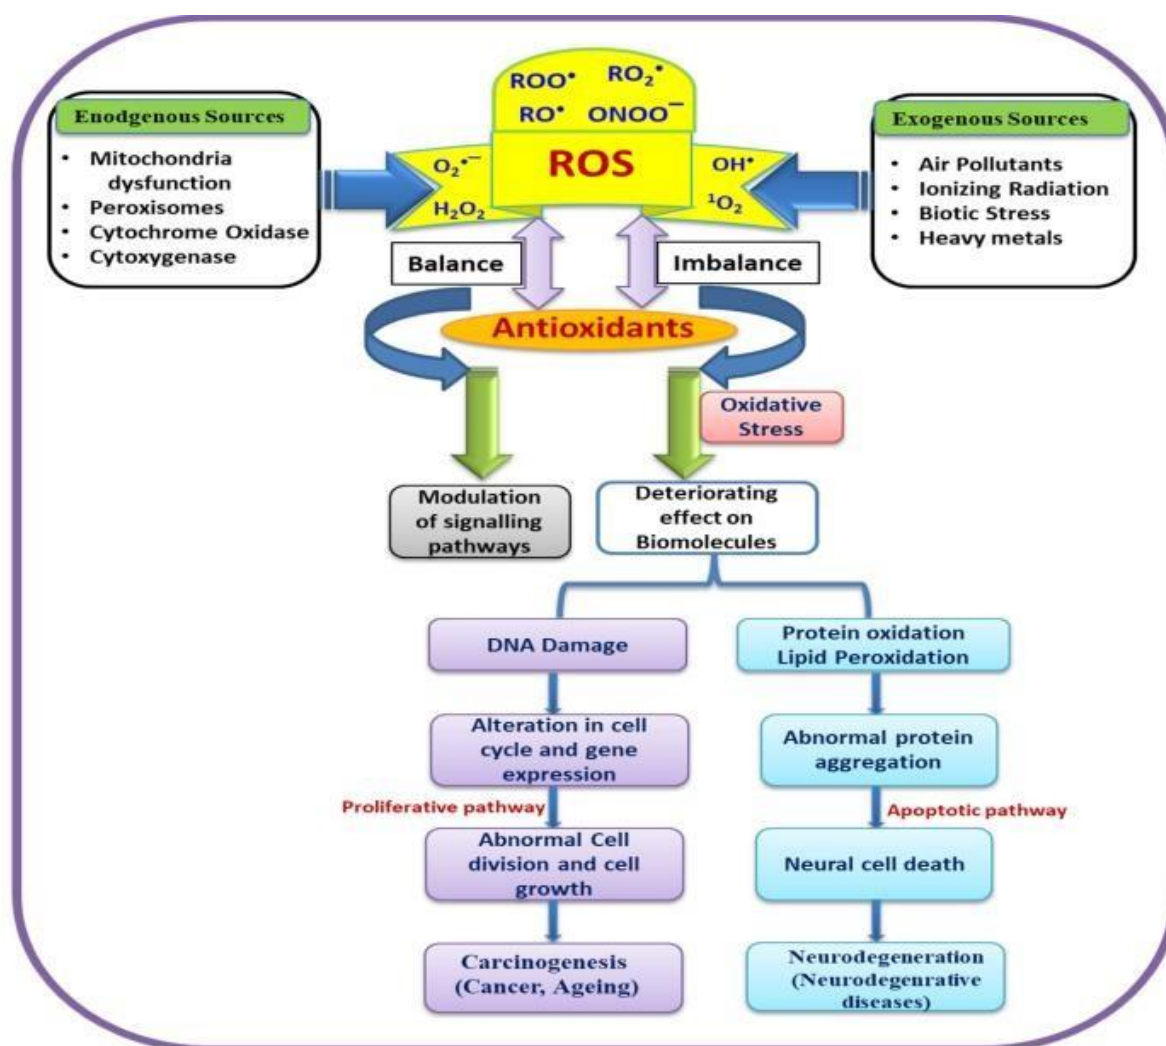 ROO• RO₂•
RO• ONOO⁻
ROS
O₂•⁻
H₂O₂
OH•
¹O₂
Enodgenous Sources
• Mitochondria
dysfunction
• Peroxisomes
• Cytochrome Oxidase
• Cytoxygenase
Exogenous Sources
• Air Pollutants
• Ionizing Radiation
• Biotic Stress
• Heavy metals
Balance
Imbalance
Antioxidants
Oxidative
Stress
Modulation
of signalling
pathways
Deteriorating
effect on
Biomolecules
DNA Damage
Alteration in cell
cycle and gene
expression
Proliferative pathway
Abnormal Cell
division and cell
growth
Carcinogenesis
(Cancer, Ageing)
Protein oxidation
Lipid Peroxidation
Abnormal protein
aggregation
Apoptotic pathway
Neural cell death
Neurodegeneration
(Neurodegenrative
diseases)